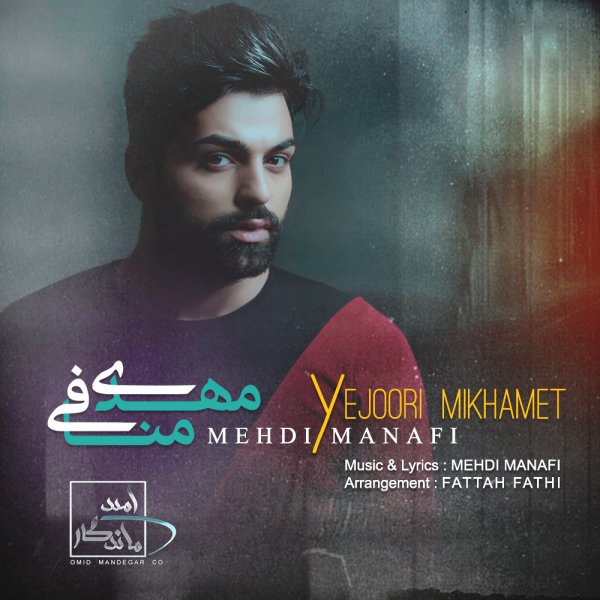 مهدی
منافی
YEJOORI MIKHAMET
MEHDI MANAFI
Music & Lyrics : MEHDI MANAFI
Arrangement : FATTAH FATHI
امید
ماندگار
OMID MANDEGAR CO